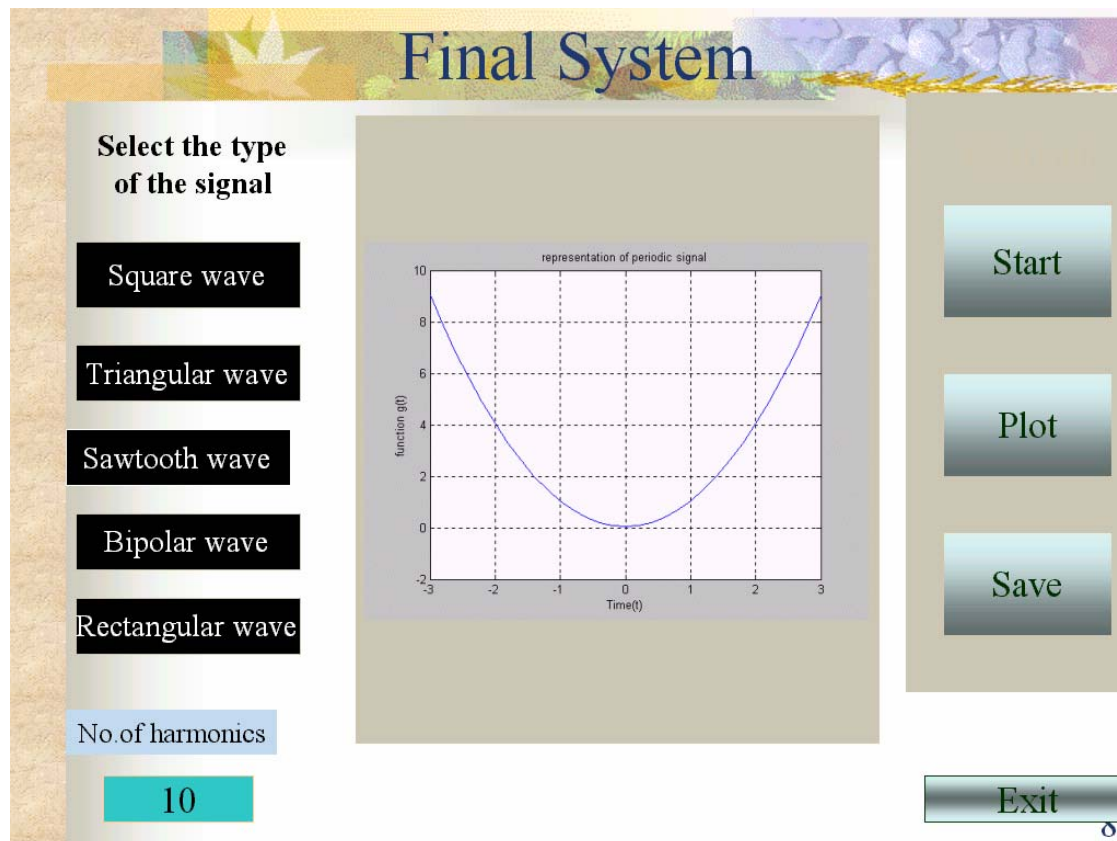 Final System
Select the type
of the signal
Square wave
Triangular wave
Sawtooth wave
Bipolar wave
Rectangular wave
No.of harmonics
10
representation of periodic signal
function g(t)
10
8
6
4
2
0
-2
-3
-2
-1
0
1
2
3
Time(t)
Start
Plot
Save
Exit